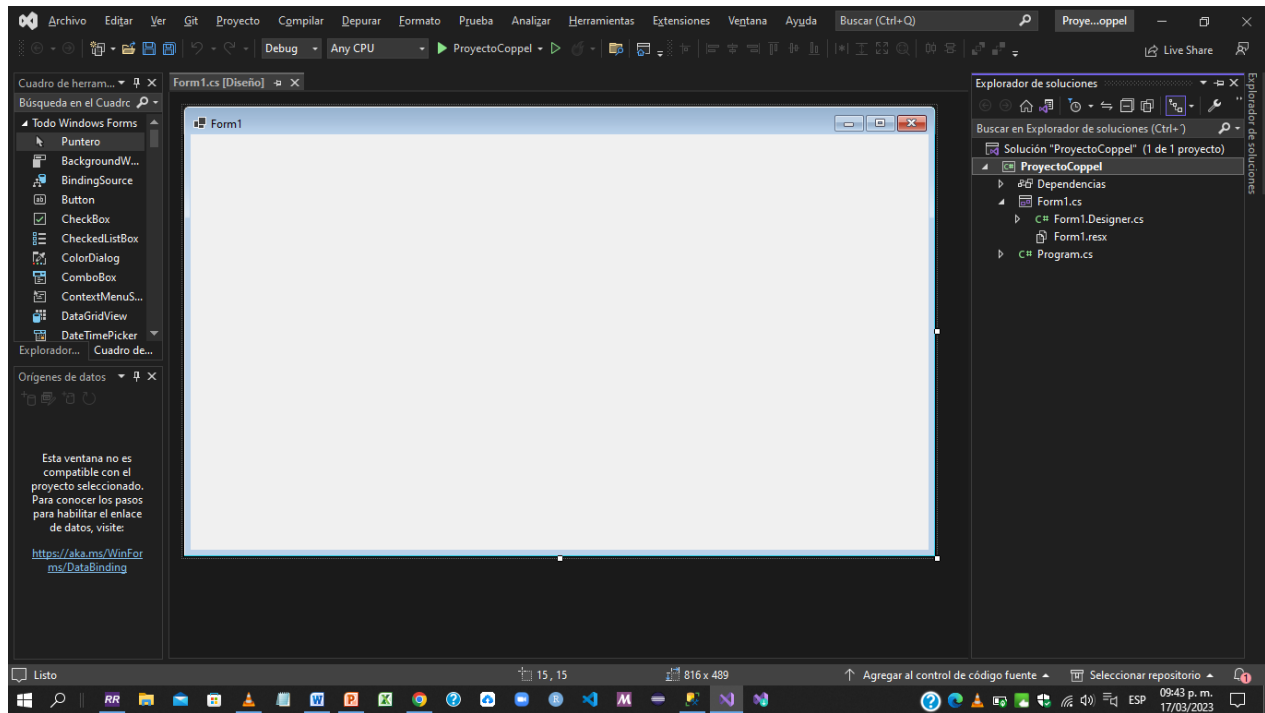 Archivo Editar Ver Git Proyecto Compilar Depurar Formato Prueba Analizar Herramientas Extensiones Ventana Ayuda Buscar (Ctrl+Q) Proye...oppel
Debug Any CPU ProyectoCoppel Live Share
Cuadro de herram...
Búsqueda en el Cuadrc
Todo Windows Forms
Puntero
BackgroundW...
BindingSource
Button
CheckBox
CheckedListBox
ColorDialog
ComboBox
ContextMenuS...
DataGridView
DateTimePicker
Explorador... Cuadro de...
Orígenes de datos
Esta ventana no es
compatible con el
proyecto seleccionado.
Para conocer los pasos
para habilitar el enlace
de datos, visite:
https://aka.ms/WinFor
ms/DataBinding
Form1.cs [Diseño]
Form1
Explorador de soluciones
Buscar en Explorador de soluciones (Ctrl+´)
Solución "ProyectoCoppel" (1 de 1 proyecto)
ProyectoCoppel
Dependencias
Form1.cs
C# Form1.Designer.cs
Form1.resx
C# Program.cs
Explorador de soluciones
Listo 15 , 15 816 x 489 Agregar al control de código fuente Seleccionar repositorio 1
RR ESP 09:43 p. m.
17/03/2023